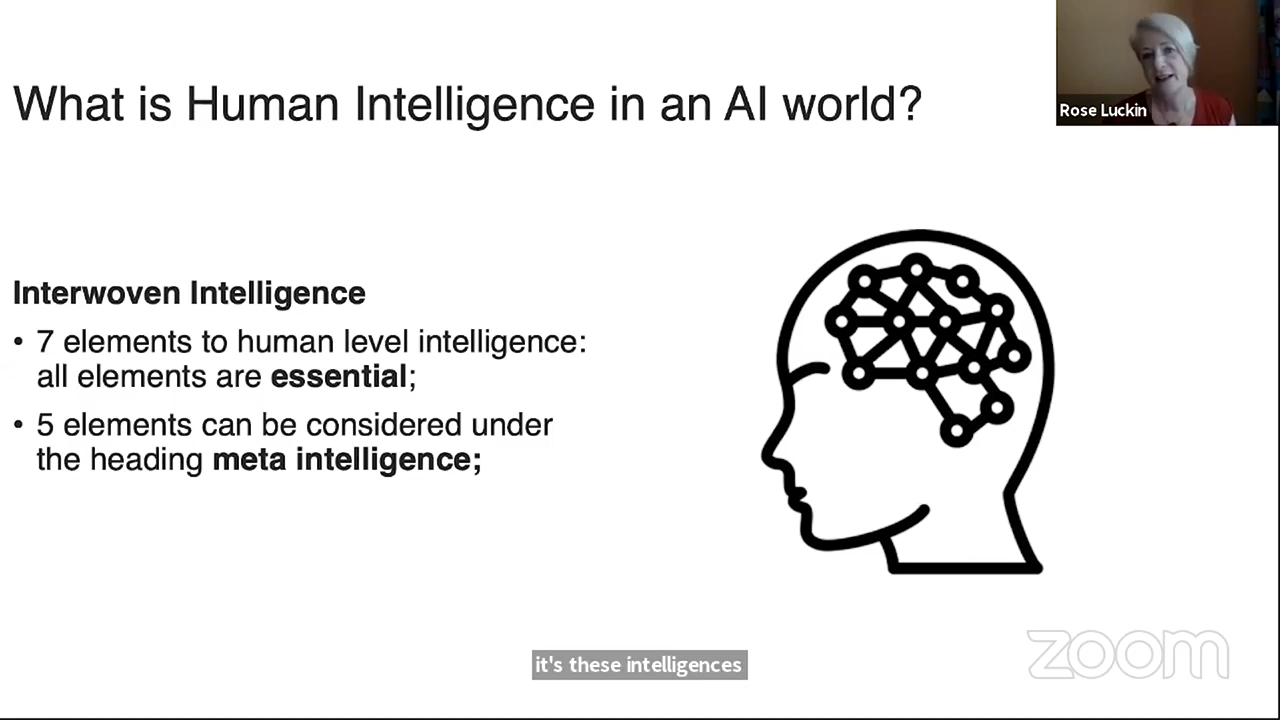 What is Human Intelligence in an AI world?
Rose Luckin
Interwoven Intelligence
• 7 elements to human level intelligence:
all elements are essential;
• 5 elements can be considered under
the heading meta intelligence;
it's these intelligences
zoom